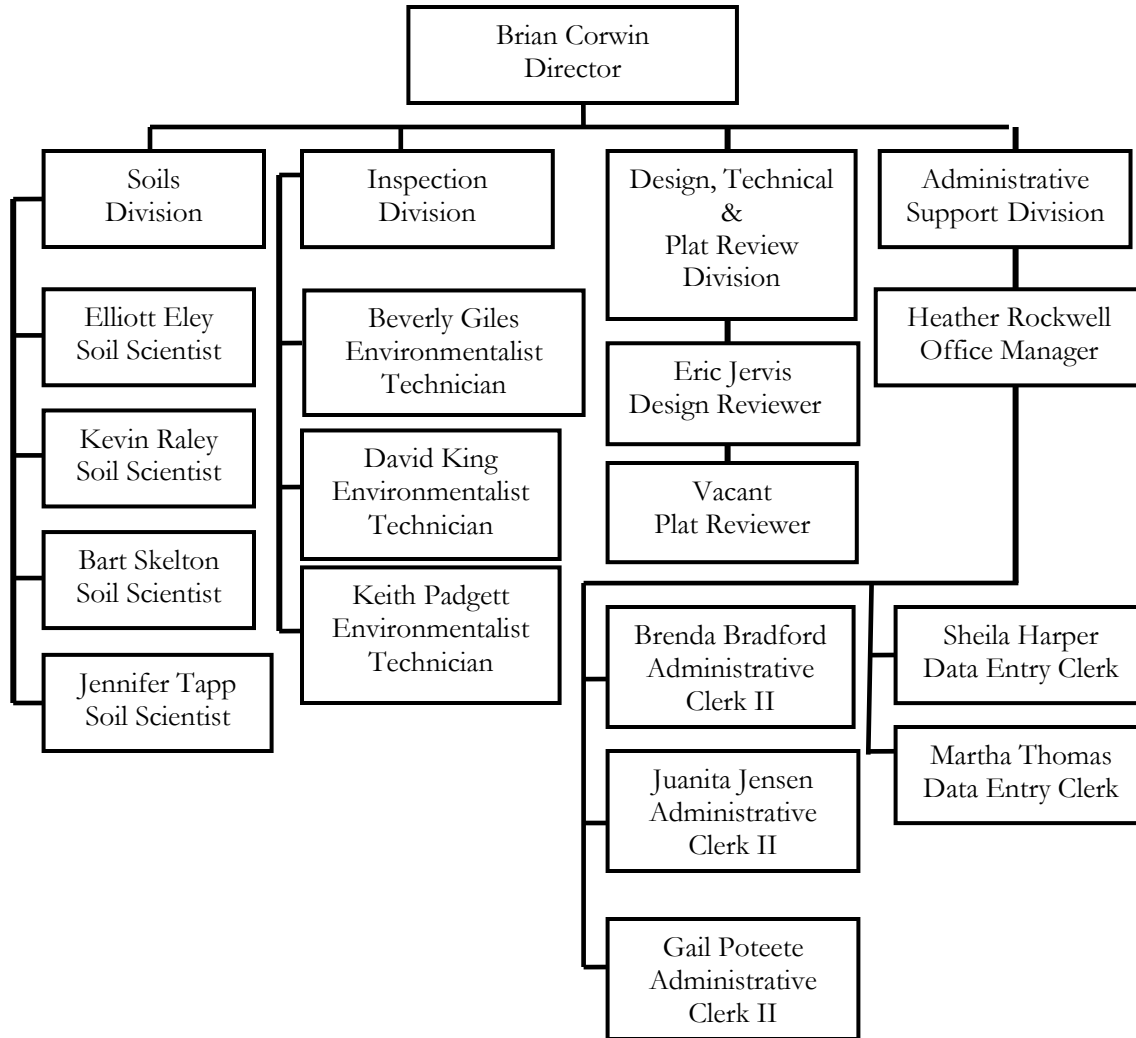 Brian Corwin
Director
Soils
Division
Inspection
Division
Design, Technical
&
Plat Review
Division
Administrative
Support Division
Elliott Eley
Soil Scientist
Kevin Raley
Soil Scientist
Bart Skelton
Soil Scientist
Jennifer Tapp
Soil Scientist
Beverly Giles
Environmentalist
Technician
David King
Environmentalist
Technician
Keith Padgett
Environmentalist
Technician
Eric Jervis
Design Reviewer
Vacant
Plat Reviewer
Heather Rockwell
Office Manager
Brenda Bradford
Administrative
Clerk II
Juanita Jensen
Administrative
Clerk II
Gail Poteete
Administrative
Clerk II
Sheila Harper
Data Entry Clerk
Martha Thomas
Data Entry Clerk